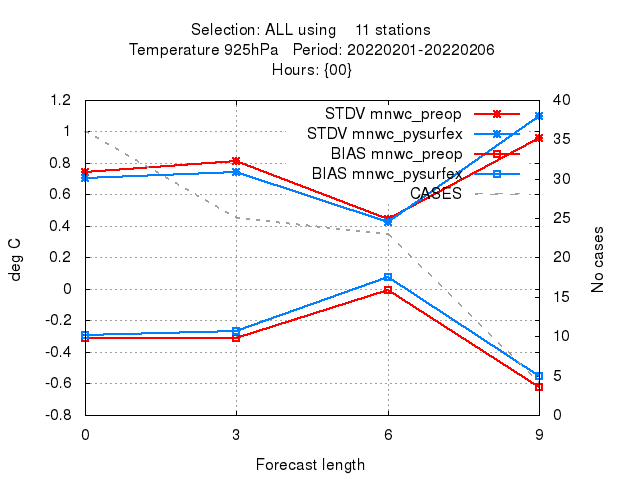 Selection: ALL using    11 stations
Temperature 925hPa   Period: 20220201-20220206
Hours: {00}
STDV mnwc_preop
STDV mnwc_pysurfex
BIAS mnwc_preop
BIAS mnwc_pysurfex
CASES
1.2
1
0.8
0.6
0.4
0.2
0
-0.2
-0.4
-0.6
-0.8
deg C
40
35
30
25
20
15
10
5
0
No cases
0 3 6 9
Forecast length